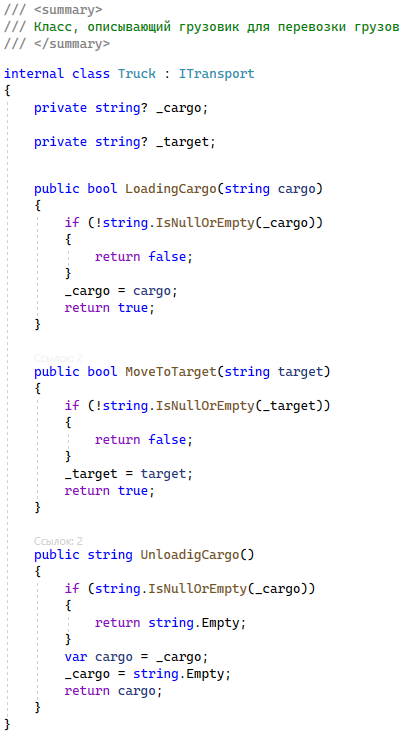 /// <summary>
/// Класс, описывающий грузовик для перевозки грузов
/// </summary>
internal class Truck : ITransport
{
    private string? _cargo;
    private string? _target;
    public bool LoadingCargo(string cargo)
    {
        if (!string.IsNullOrEmpty(_cargo))
        {
            return false;
        }
        _cargo = cargo;
        return true;
    }
    Ссылок: 2
    public bool MoveToTarget(string target)
    {
        if (!string.IsNullOrEmpty(_target))
        {
            return false;
        }
        _target = target;
        return true;
    }
    Ссылок: 2
    public string UnloadigCargo()
    {
        if (string.IsNullOrEmpty(_cargo))
        {
            return string.Empty;
        }
        var cargo = _cargo;
        _cargo = string.Empty;
        return cargo;
    }
}